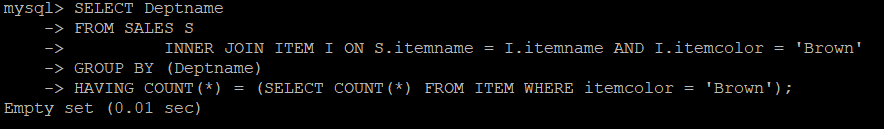 mysql> SELECT Deptname
    -> FROM SALES S
    ->         INNER JOIN ITEM I ON S.itemname = I.itemname AND I.itemcolor = 'Brown'
    -> GROUP BY (Deptname)
    -> HAVING COUNT(*) = (SELECT COUNT(*) FROM ITEM WHERE itemcolor = 'Brown');
Empty set (0.01 sec)